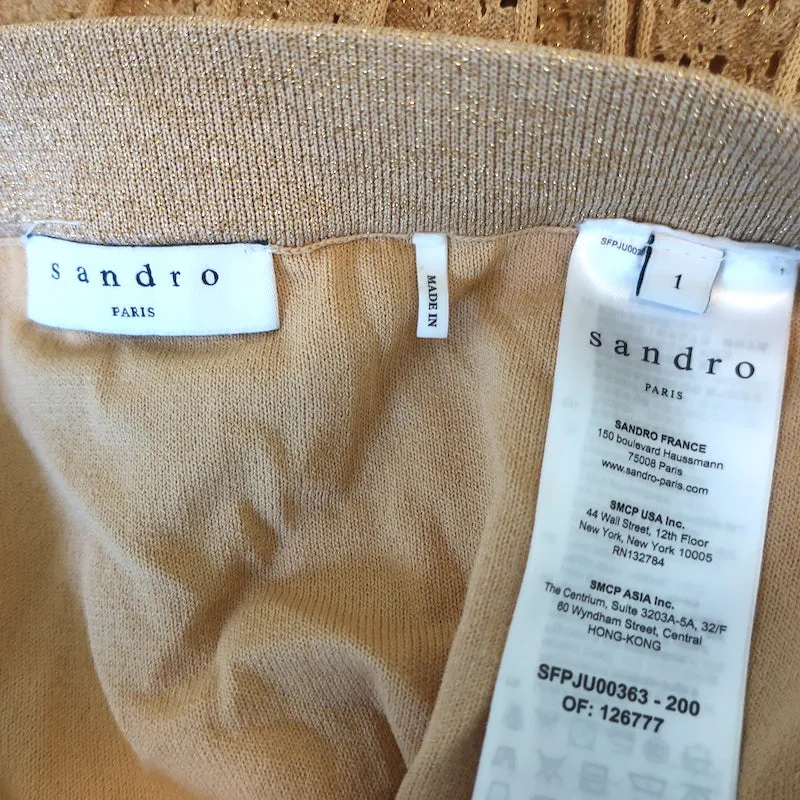 sandro
PARIS
MADE IN
SFPJU003
1
sandro
PARIS
SANDRO FRANCE
150 boulevard Haussmann
75008 Paris
www.sandro-paris.com
SMCP USA Inc.
44 Wall Street, 12th Floor
New York, New York 10005
RN132784
SMCP ASIA Inc.
The Centrium, Suite 3203A-5A, 32/F
60 Wyndham Street, Central
HONG-KONG
SFPJU00363 - 200
OF: 126777